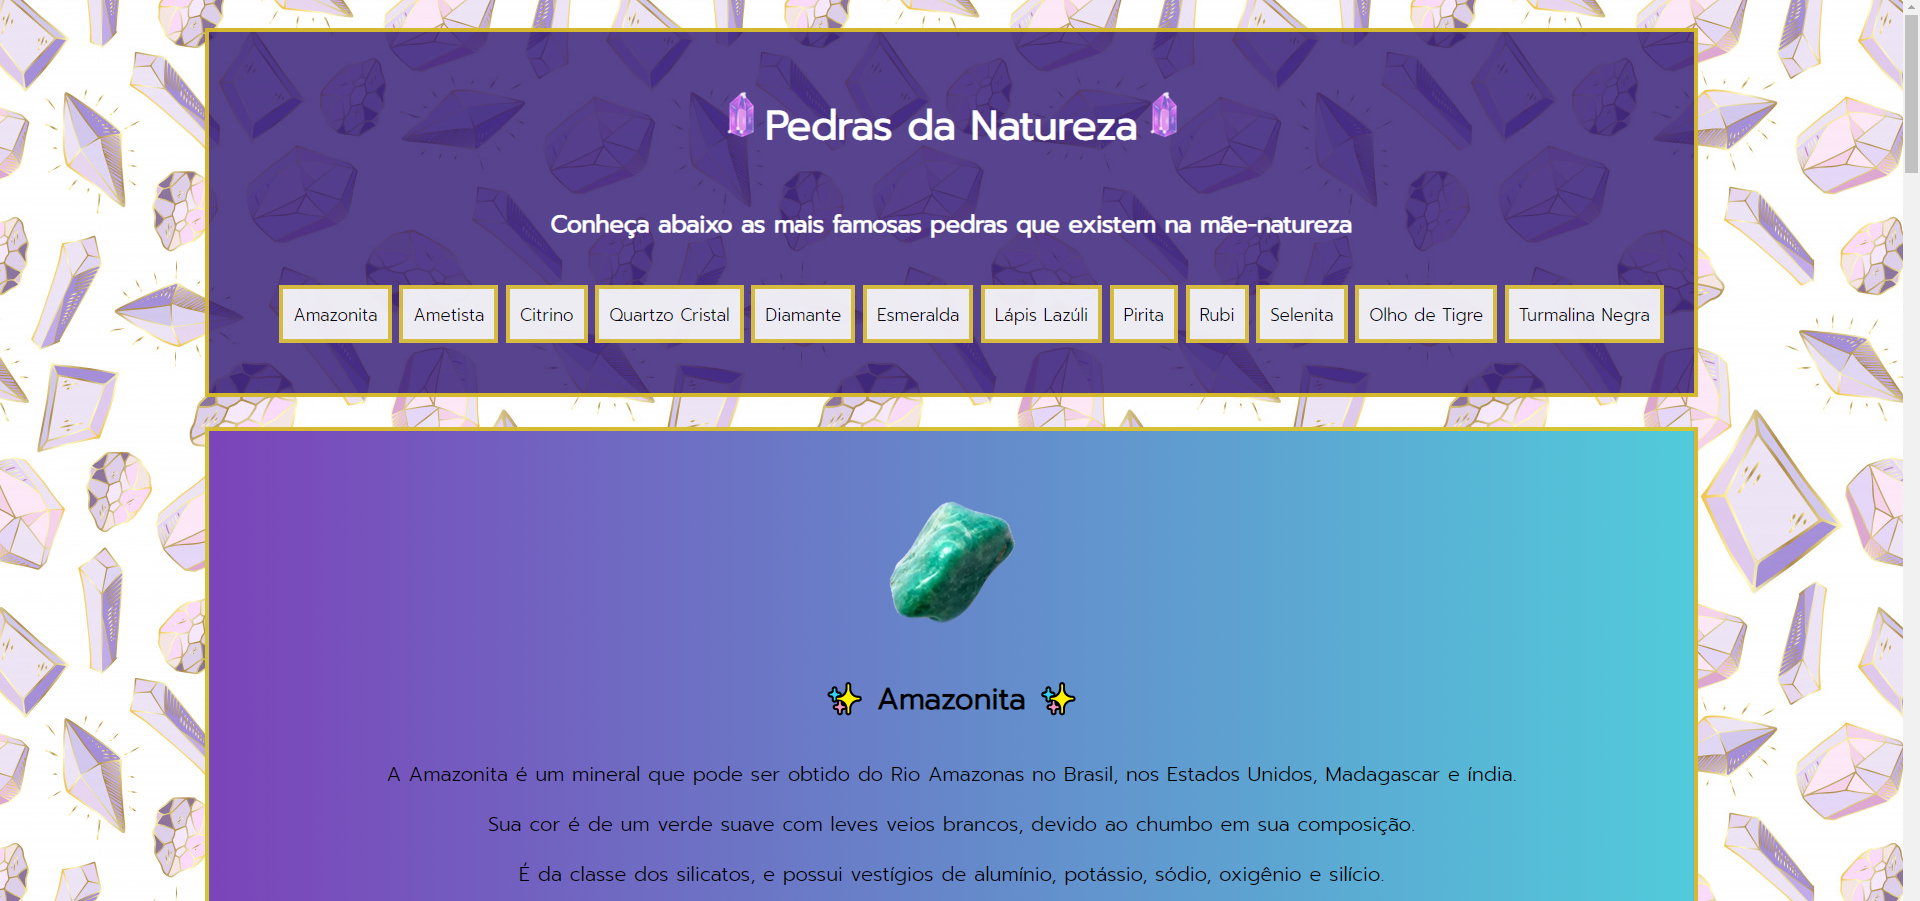 Pedras da Natureza
Conheça abaixo as mais famosas pedras que existem na mãe-natureza
Amazonita Ametista Citrino Quartzo Cristal Diamante Esmeralda Lápis Lazúli Pirita Rubi Selenita Olho de Tigre Turmalina Negra
Amazonita
A Amazonita é um mineral que pode ser obtido do Rio Amazonas no Brasil, nos Estados Unidos, Madagascar e índia.
Sua cor é de um verde suave com leves veios brancos, devido ao chumbo em sua composição.
É da classe dos silicatos, e possui vestígios de alumínio, potássio, sódio, oxigênio e silício.